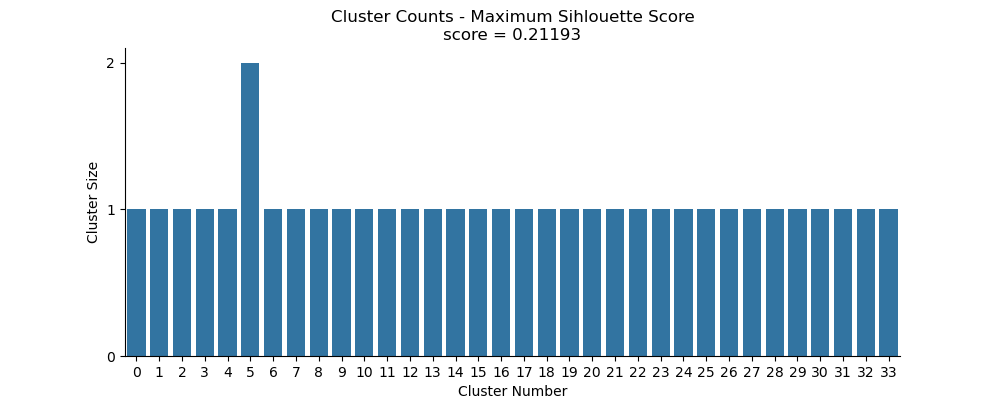 Cluster Counts - Maximum Sihlouette Score
score = 0.21193
2
1
0
Cluster Size
0 1 2 3 4 5 6 7 8 9 10 11 12 13 14 15 16 17 18 19 20 21 22 23 24 25 26 27 28 29 30 31 32 33
Cluster Number